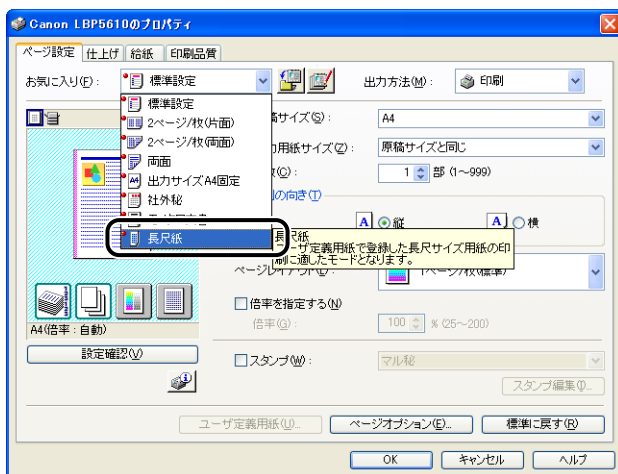 Canon LBP5610のプロパティ
ページ設定 仕上げ 給紙 印刷品質
お気に入り(F): 標準設定 出力方法(M): 印刷
標準設定
2ページ/枚(片面)
2ページ/枚(両面)
両面
出力サイズA4固定
社外秘
長尺紙
稿サイズ(S): A4
用紙サイズ(Z): 原稿サイズと同じ
(C): 1 部 (1～999)
の向き(T)
A 縦 A 横
長尺紙
ユーザ定義用紙で登録した長尺サイズ用紙の印
刷に適したモードとなります。
ページレイアウト(L): 1ページ/枚(標準)
倍率を指定する(N)
倍率(G): 100 % (25～200)
A4(倍率：自動)
設定確認(V)
スタンプ(W): マル秘
スタンプ編集(I)...
ユーザ定義用紙(U)... ページオプション(E)... 標準に戻す(R)
OK キャンセル ヘルプ